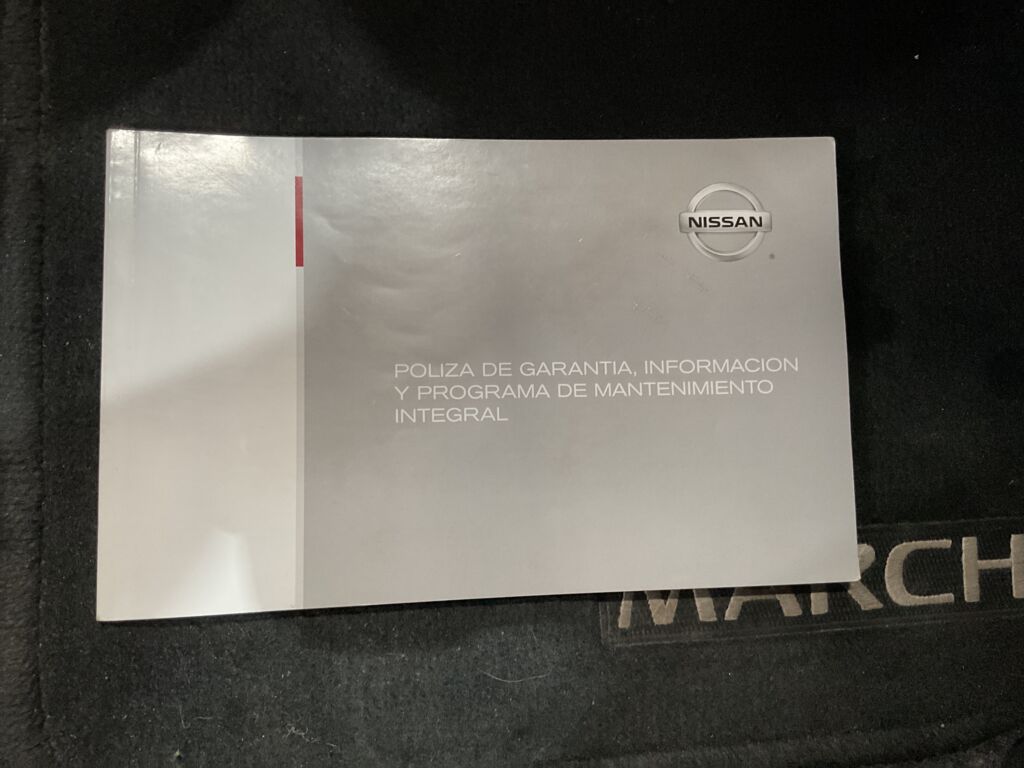 NISSAN
POLIZA DE GARANTIA, INFORMACION
Y PROGRAMA DE MANTENIMIENTO
INTEGRAL
MARCH